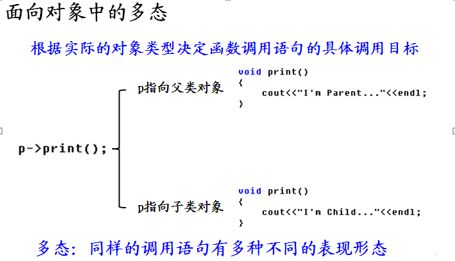 面向对象中的多态
根据实际的对象类型决定函数调用语句的具体调用目标
p->print();
p指向父类对象
void print()
{
cout<<"I'm Parent..."<<endl;
}
p指向子类对象
void print()
{
cout<<"I'm Child..."<<endl;
}
多态：同样的调用语句有多种不同的表现形态